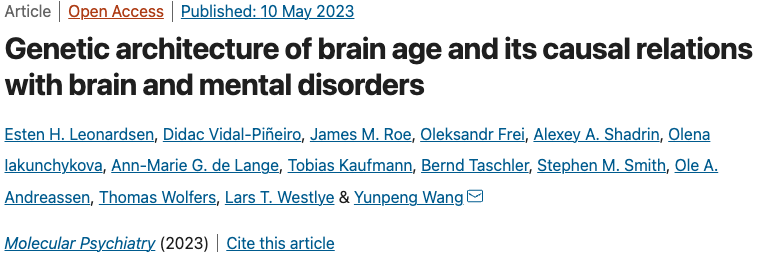 Article | Open Access | Published: 10 May 2023
Genetic architecture of brain age and its causal relations
with brain and mental disorders
Esten H. Leonardsen, Didac Vidal-Piñeiro, James M. Roe, Oleksandr Frei, Alexey A. Shadrin, Olena
Iakunchykova, Ann-Marie G. de Lange, Tobias Kaufmann, Bernd Taschler, Stephen M. Smith, Ole A.
Andreassen, Thomas Wolfers, Lars T. Westlye & Yunpeng Wang
Molecular Psychiatry (2023) | Cite this article